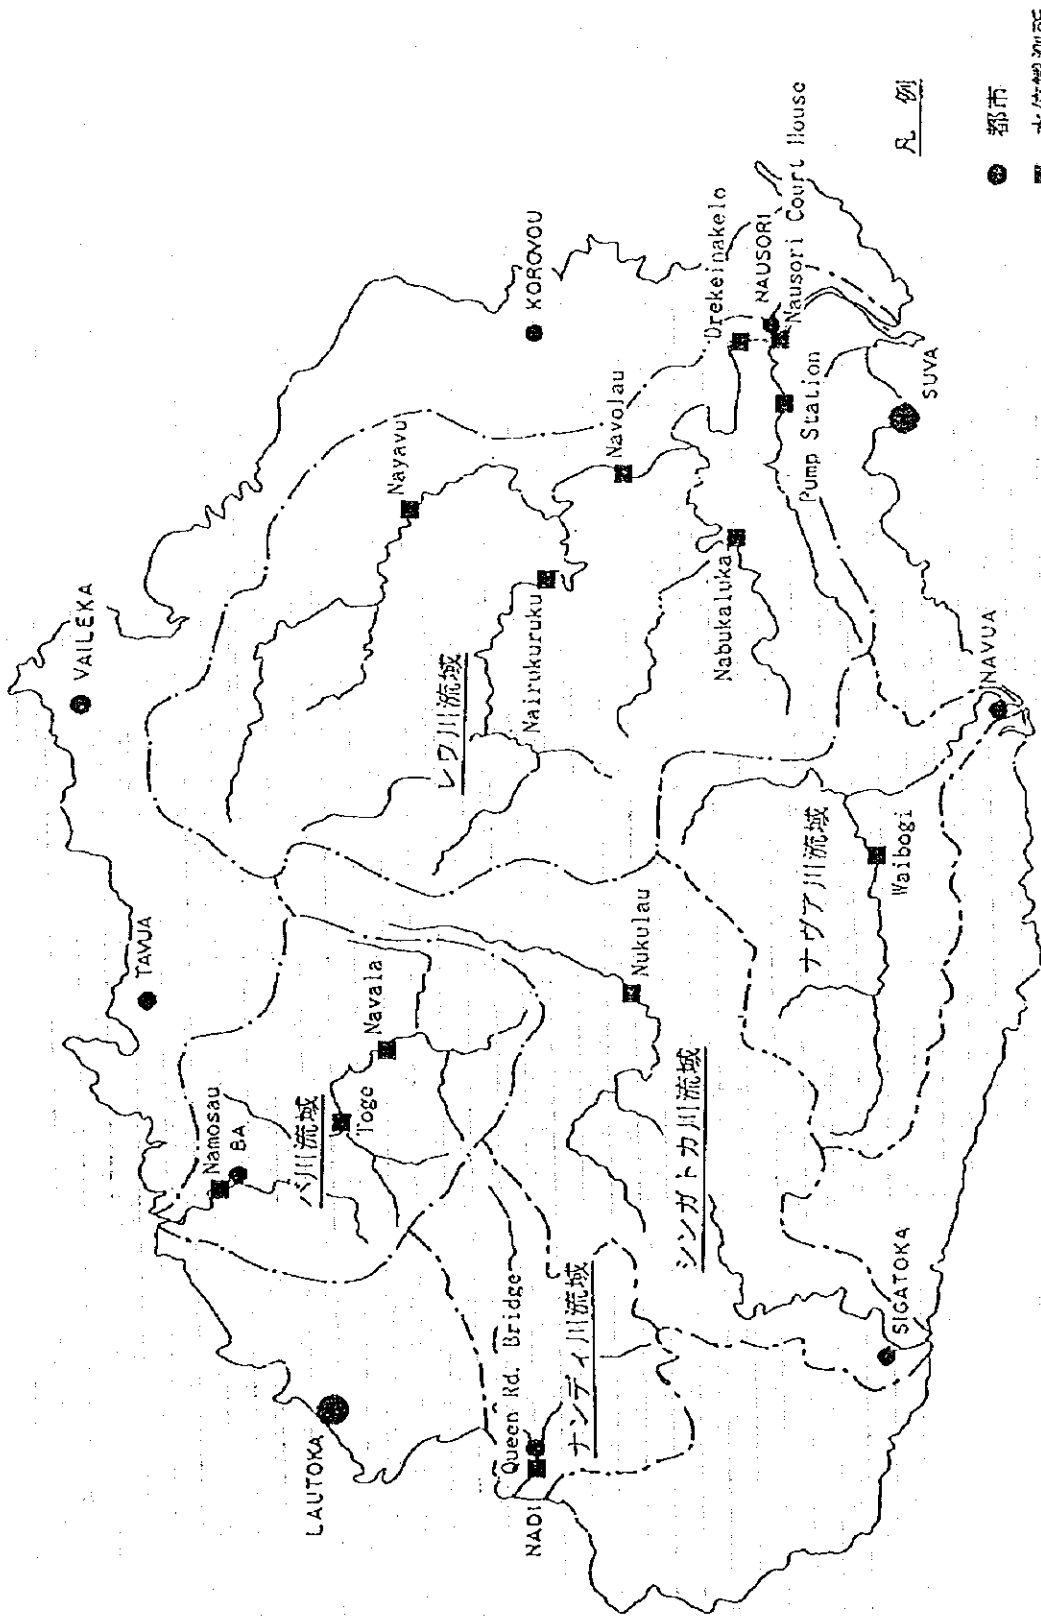 VAILEKA
TAVUA
KOROVOU
Namosau
BA
バ川流域
Toge
Navala
LAUTOKA
レワ川流域
Nayavu
Nairukuruku
Navolau
Drekeinakelo
NAUSORI
Nausori Court House
Pump Station
Nabukaluka
SUVA
NADI
Queen Rd. Bridge
ナンディ川流域
Nukulau
シンガトカ川流域
ナヴア川流域
Waibogi
SIGATOKA
NAVUA
凡 例
都市